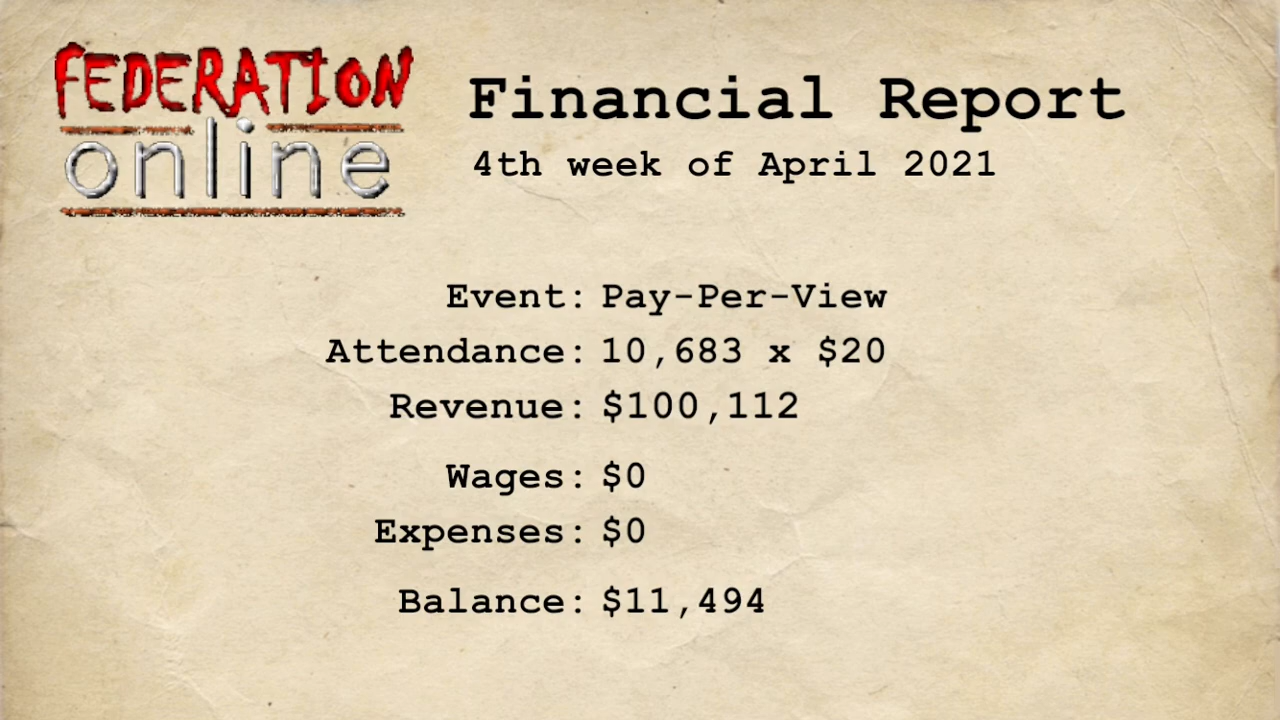 FEDERATION
online
Financial Report
4th week of April 2021
Event: Pay-Per-View
Attendance: 10,683 x $20
Revenue: $100,112
Wages: $0
Expenses: $0
Balance: $11,494